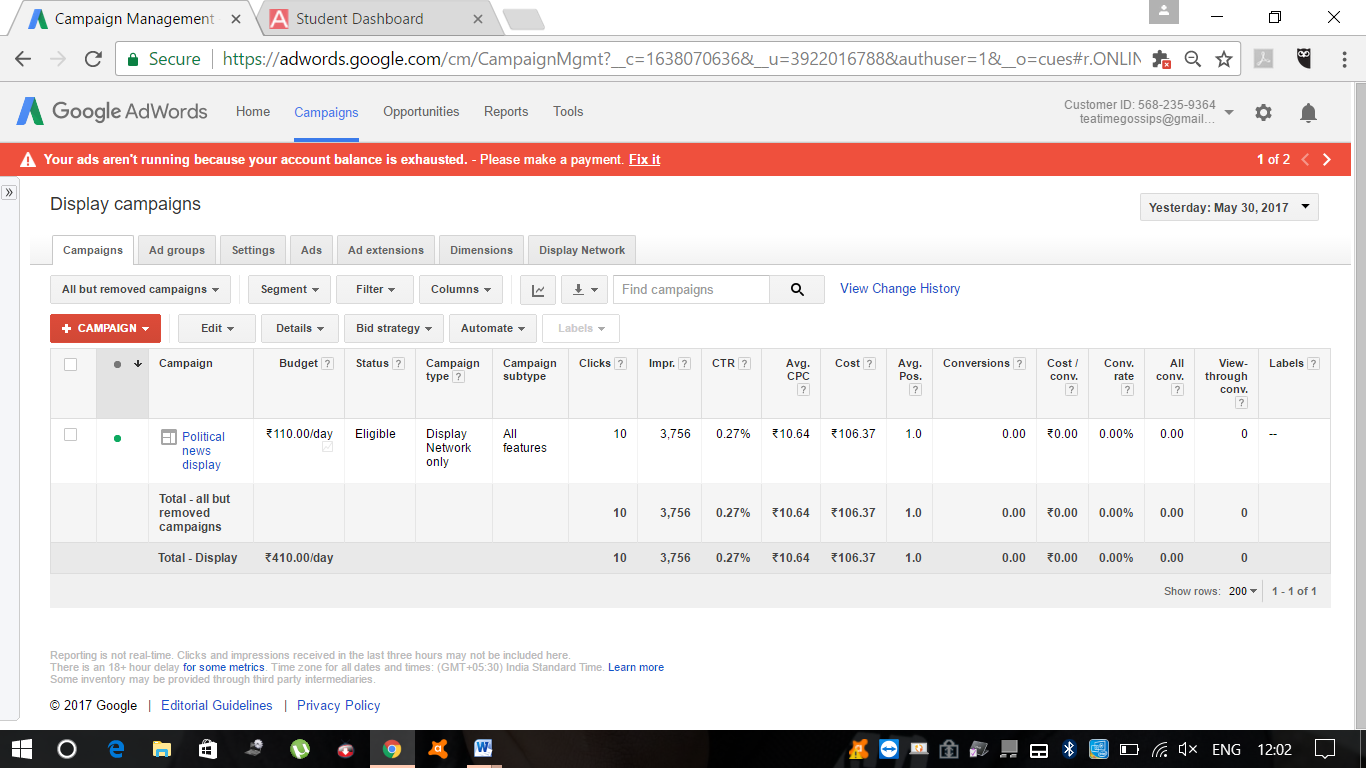 Campaign Management
Student Dashboard
Secure https://adwords.google.com/cm/CampaignMgmt?__c=1638070636&__u=3922016788&authuser=1&__o=cues#r.ONLIN
Google AdWords Home Campaigns Opportunities Reports Tools
Customer ID: 568-235-9364
teatimegossips@gmail...
Your ads aren't running because your account balance is exhausted. - Please make a payment. Fix it 1 of 2
Display campaigns
Yesterday: May 30, 2017
Campaigns Ad groups Settings Ads Ad extensions Dimensions Display Network
All but removed campaigns Segment Filter Columns Find campaigns View Change History
+ CAMPAIGN Edit Details Bid strategy Automate Labels
Campaign Budget ? Status ? Campaign type ? Campaign subtype Clicks ? Impr. ? CTR ? Avg. CPC ? Cost ? Avg. Pos. ? Conversions ? Cost / conv. ? Conv. rate ? All conv. ? View-through conv. ? Labels ?
Political news display ₹110.00/day Eligible Display Network only All features 10 3,756 0.27% ₹10.64 ₹106.37 1.0 0.00 ₹0.00 0.00% 0.00 0 --
Total - all but removed campaigns 10 3,756 0.27% ₹10.64 ₹106.37 1.0 0.00 ₹0.00 0.00% 0.00 0
Total - Display ₹410.00/day 10 3,756 0.27% ₹10.64 ₹106.37 1.0 0.00 ₹0.00 0.00% 0.00 0
Show rows: 200 1 - 1 of 1
Reporting is not real-time. Clicks and impressions received in the last three hours may not be included here.
There is an 18+ hour delay for some metrics. Time zone for all dates and times: (GMT+05:30) India Standard Time. Learn more
Some inventory may be provided through third party intermediaries.
© 2017 Google | Editorial Guidelines | Privacy Policy
ENG 12:02